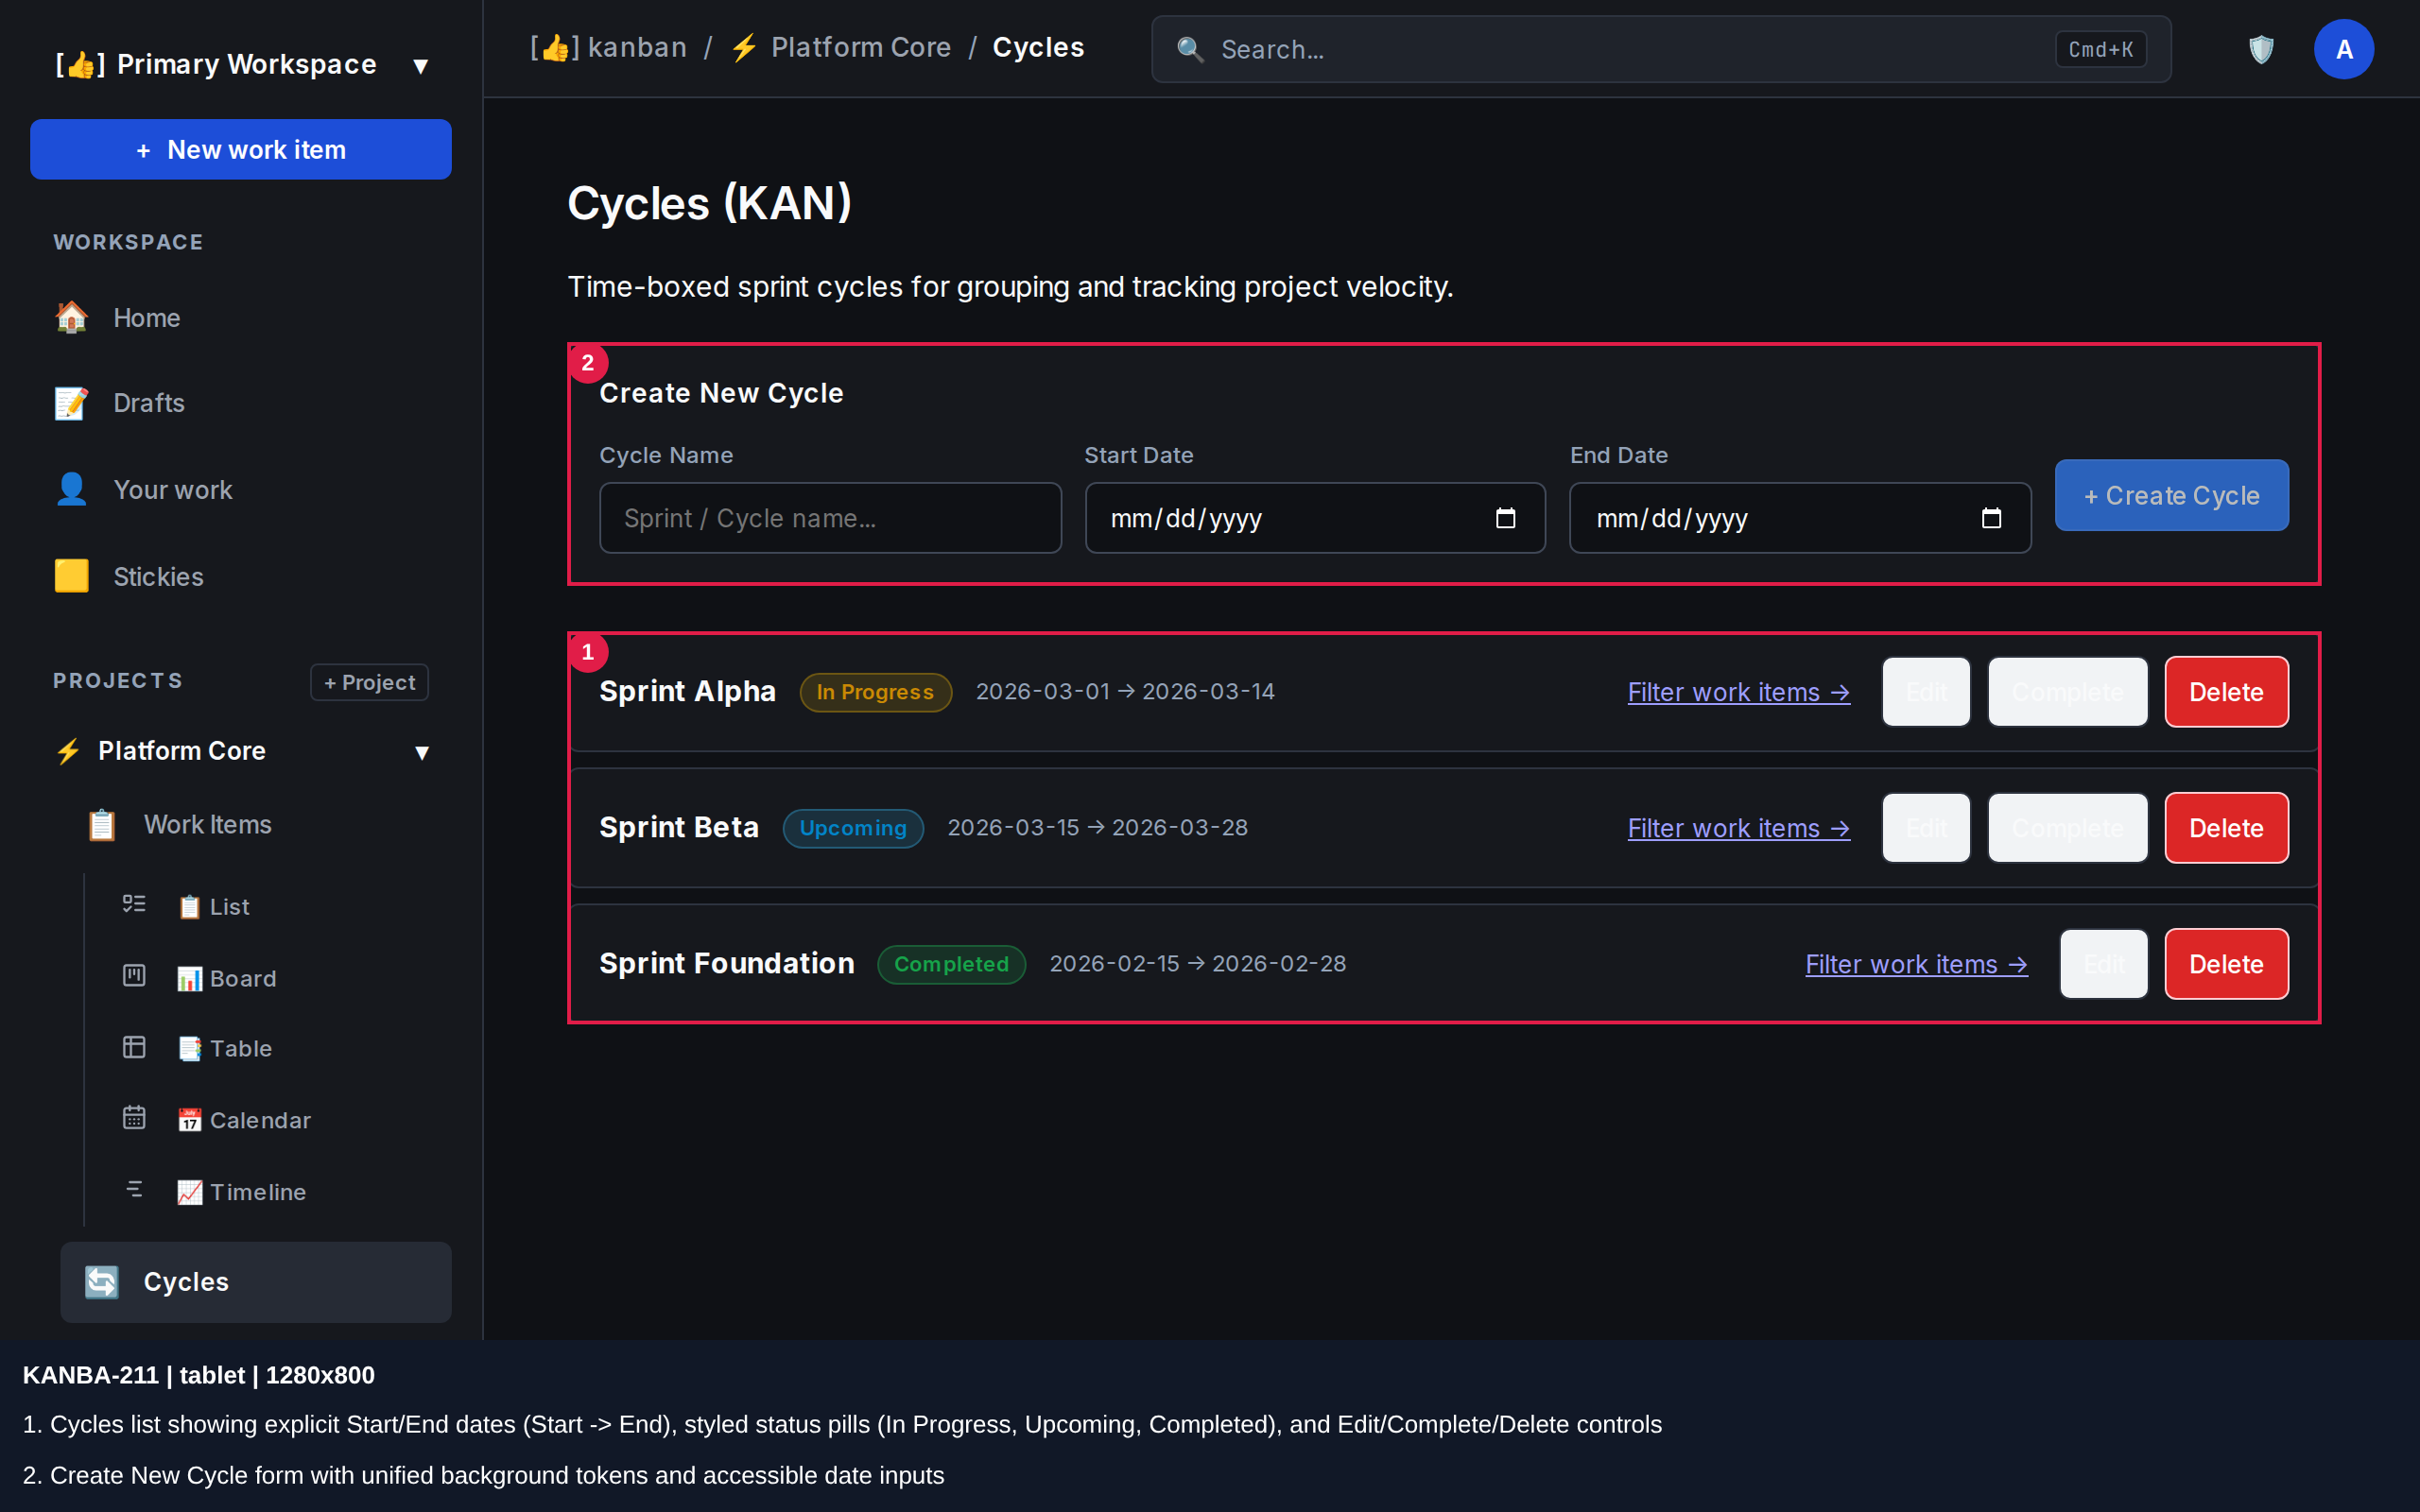 [👍] Primary Workspace ▼
+ New work item
WORKSPACE
🏠 Home
📝 Drafts
👤 Your work
🟨 Stickies
PROJECTS + Project
⚡ Platform Core ▼
📋 Work Items
📋 List
📊 Board
📑 Table
📅 Calendar
📈 Timeline
🔄 Cycles
[👍] kanban / ⚡ Platform Core / Cycles
🔍 Search... Cmd+K
🛡️ A
Cycles (KAN)
Time-boxed sprint cycles for grouping and tracking project velocity.
2
Create New Cycle
Cycle Name Start Date End Date
Sprint / Cycle name... mm/dd/yyyy mm/dd/yyyy + Create Cycle
1
Sprint Alpha In Progress 2026-03-01 → 2026-03-14 Filter work items → Edit Complete Delete
Sprint Beta Upcoming 2026-03-15 → 2026-03-28 Filter work items → Edit Complete Delete
Sprint Foundation Completed 2026-02-15 → 2026-02-28 Filter work items → Edit Delete
KANBA-211 | tablet | 1280x800
1. Cycles list showing explicit Start/End dates (Start -> End), styled status pills (In Progress, Upcoming, Completed), and Edit/Complete/Delete controls
2. Create New Cycle form with unified background tokens and accessible date inputs